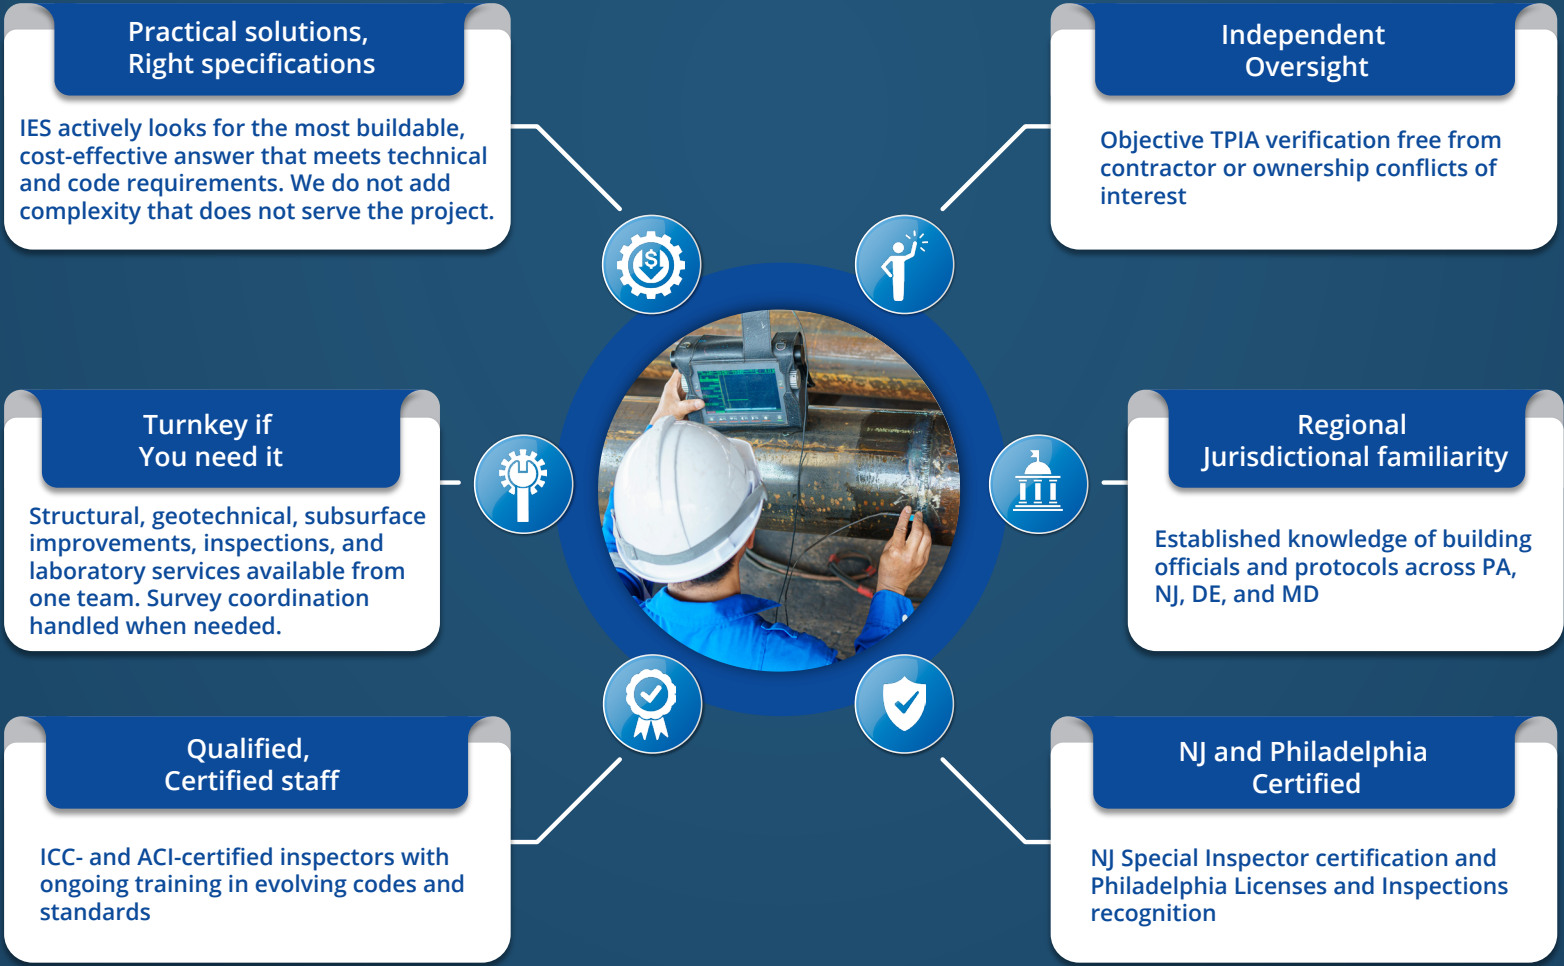 Practical solutions,
Right specifications
IES actively looks for the most buildable,
cost-effective answer that meets technical
and code requirements. We do not add
complexity that does not serve the project.
Independent
Oversight
Objective TPIA verification free from
contractor or ownership conflicts of
interest
$
Turnkey if
You need it
Structural, geotechnical, subsurface
improvements, inspections, and
laboratory services available from
one team. Survey coordination
handled when needed.
Regional
Jurisdictional familiarity
Established knowledge of building
officials and protocols across PA,
NJ, DE, and MD
Qualified,
Certified staff
ICC- and ACI-certified inspectors with
ongoing training in evolving codes and
standards
NJ and Philadelphia
Certified
NJ Special Inspector certification and
Philadelphia Licenses and Inspections
recognition